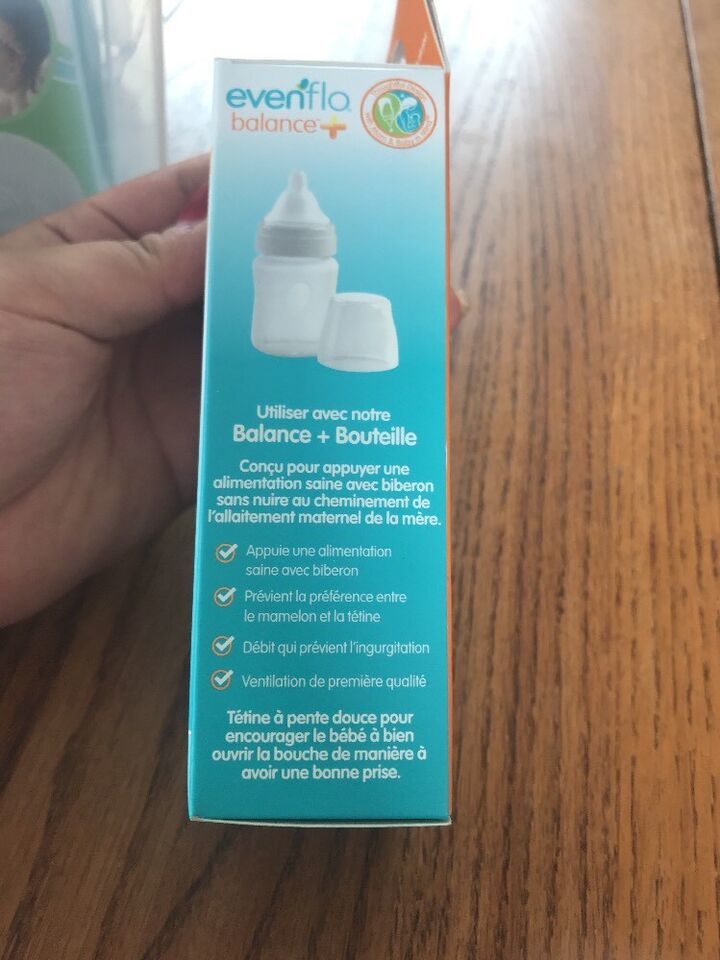 evenflo
balance™+
Utiliser avec notre
Balance + Bouteille
Conçu pour appuyer une
alimentation saine avec biberon
sans nuire au cheminement de
l'allaitement maternel de la mère.
Appuie une alimentation
saine avec biberon
Prévient la préférence entre
le mamelon et la tétine
Débit qui prévient l'ingurgitation
Ventilation de première qualité
Tétine à pente douce pour
encourager le bébé à bien
ouvrir la bouche de manière à
avoir une bonne prise.